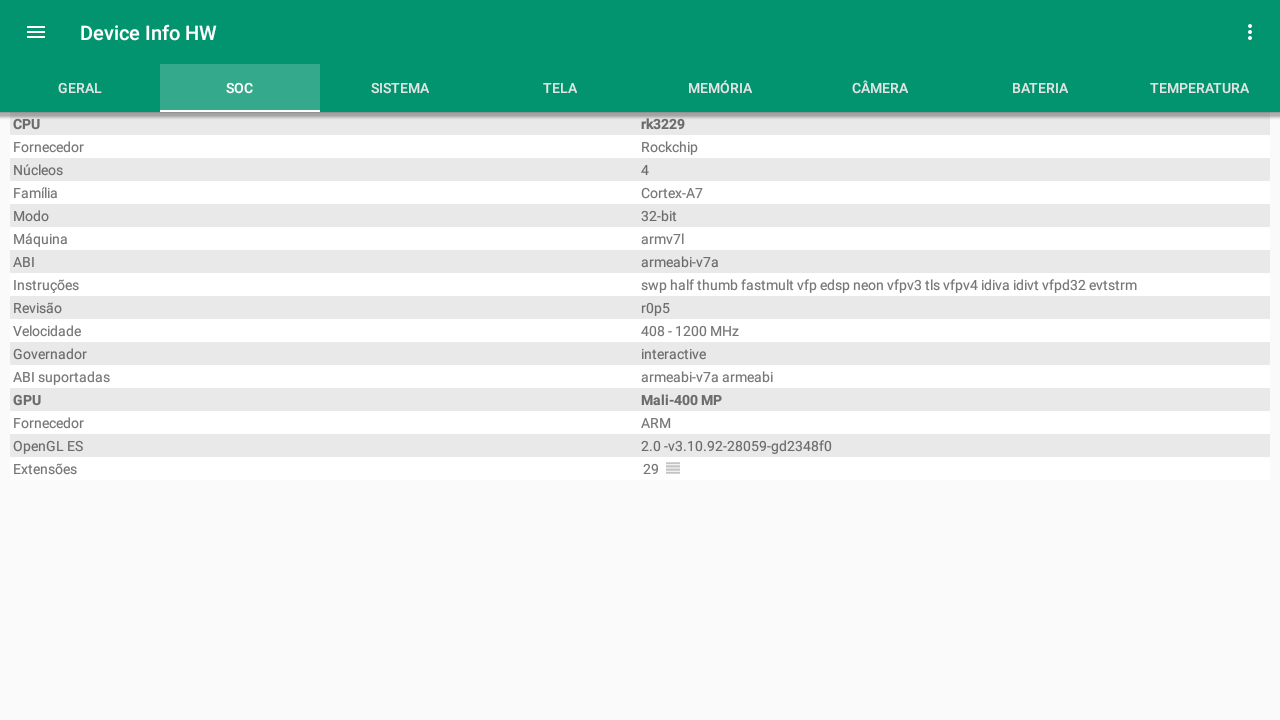 Device Info HW
GERAL SOC SISTEMA TELA MEMÓRIA CÂMERA BATERIA TEMPERATURA
CPU rk3229
Fornecedor Rockchip
Núcleos 4
Família Cortex-A7
Modo 32-bit
Máquina armv7l
ABI armeabi-v7a
Instruções swp half thumb fastmult vfp edsp neon vfpv3 tls vfpv4 idiva idivt vfpd32 evtstrm
Revisão r0p5
Velocidade 408 - 1200 MHz
Governador interactive
ABI suportadas armeabi-v7a armeabi
GPU Mali-400 MP
Fornecedor ARM
OpenGL ES 2.0 -v3.10.92-28059-gd2348f0
Extensões 29